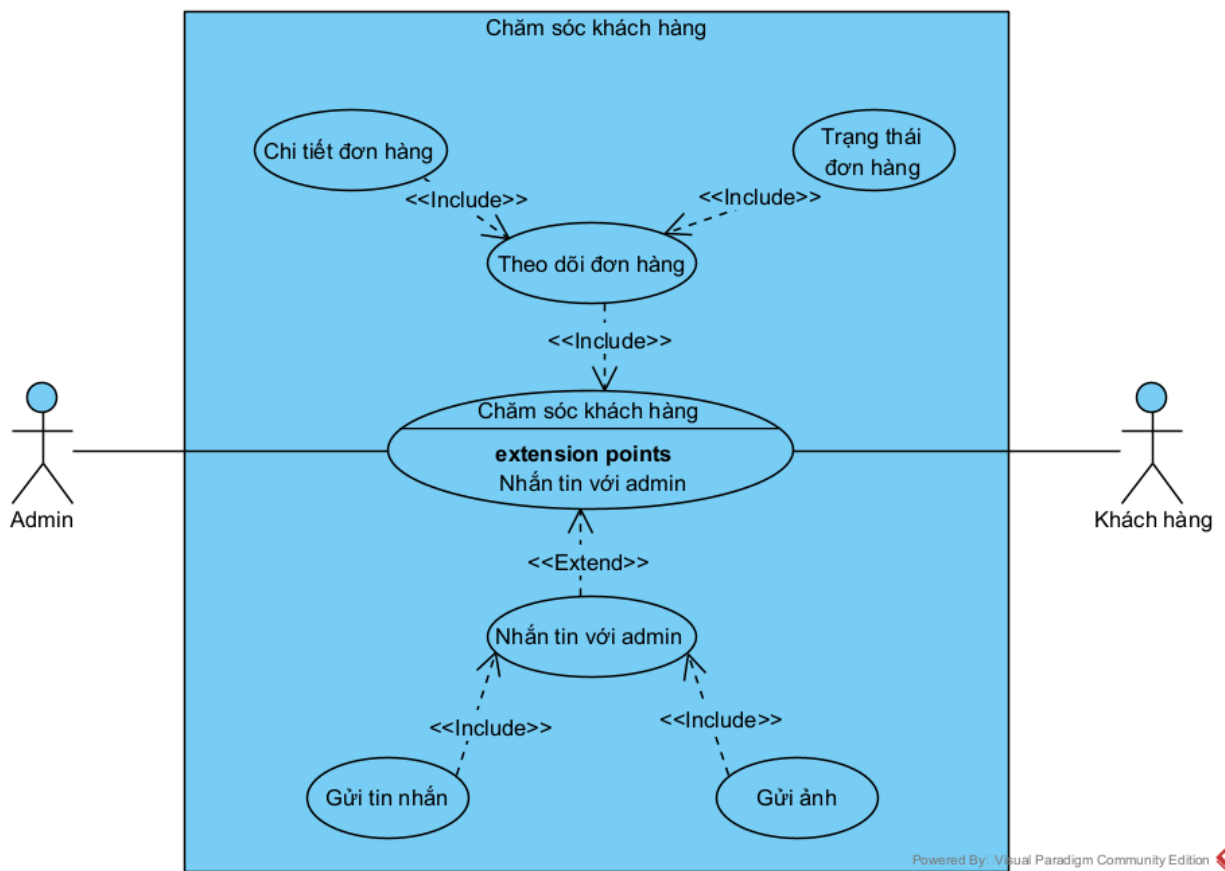 Chăm sóc khách hàng
Chi tiết đơn hàng
Trạng thái
đơn hàng
<<Include>>
<<Include>>
Theo dõi đơn hàng
<<Include>>
Chăm sóc khách hàng
extension points
Nhắn tin với admin
Admin
Khách hàng
<<Extend>>
Nhắn tin với admin
<<Include>>
<<Include>>
Gửi tin nhắn
Gửi ảnh
Powered By Visual Paradigm Community Edition